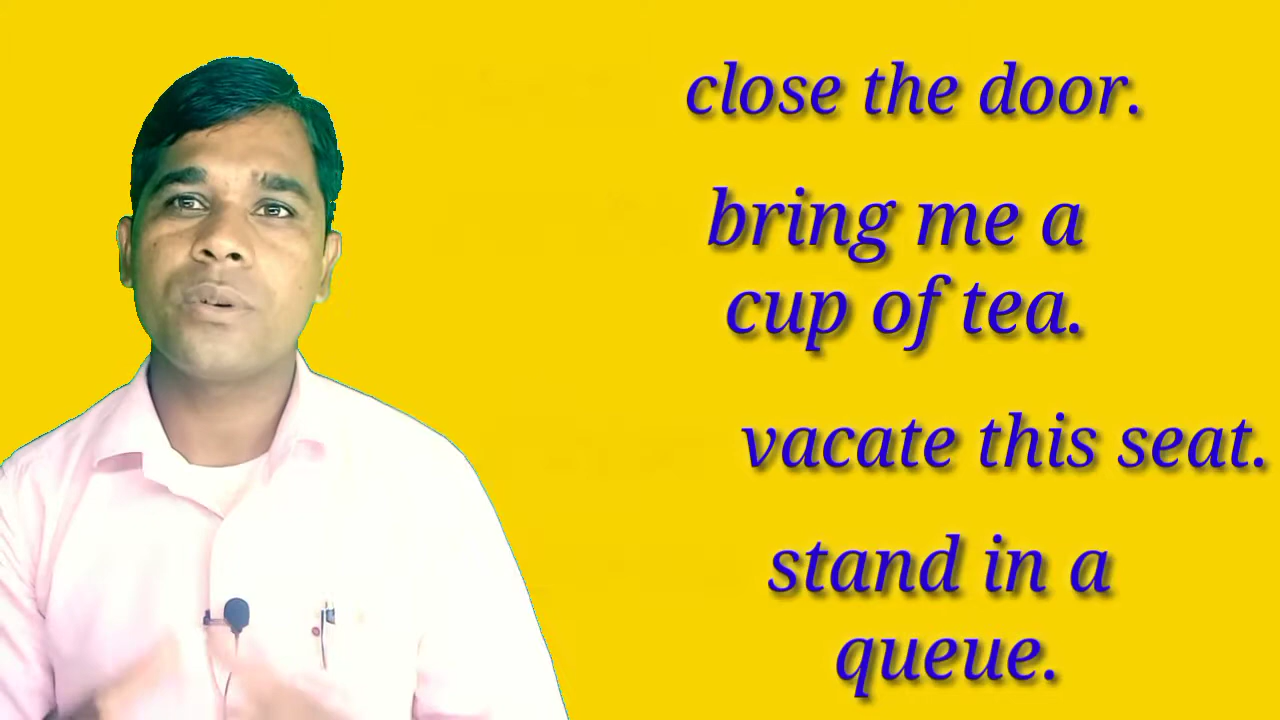 close the door.
bring me a
cup of tea.
vacate this seat.
stand in a
queue.